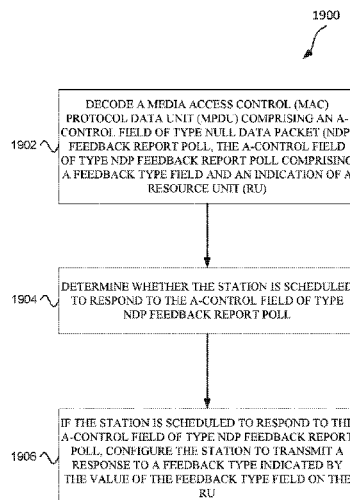 1900
1902
DECODE A MEDIA ACCESS CONTROL (MAC)
PROTOCOL DATA UNIT (MPDU) COMPRISING AN A-
CONTROL FIELD OF TYPE NULL DATA PACKET (NDP
FEEDBACK REPORT POLL, THE A-CONTROL FIELD
OF TYPE NDP FEEDBACK REPORT POLL COMPRISING
A FEEDBACK TYPE FIELD AND AN INDICATION OF A
RESOURCE UNIT (RU)
1904
DETERMINE WHETHER THE STATION IS SCHEDULED
TO RESPOND TO THE A-CONTROL FIELD OF TYPE
NDP FEEDBACK REPORT POLL
1906
IF THE STATION IS SCHEDULED TO RESPOND TO THE
A-CONTROL FIELD OF TYPE NDP FEEDBACK REPORT
POLL, CONFIGURE THE STATION TO TRANSMIT A
RESPONSE TO A FEEDBACK TYPE INDICATED BY
THE VALUE OF THE FEEDBACK TYPE FIELD ON THE
RU